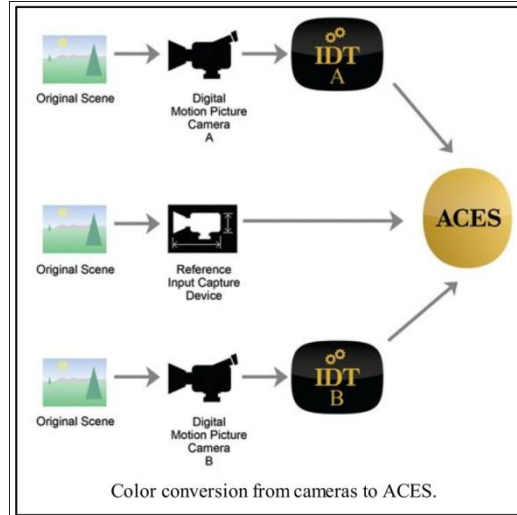 Original Scene
Digital
Motion Picture
Camera
A
IDT
A
ACES
Original Scene
Reference
Input Capture
Device
Original Scene
Digital
Motion Picture
Camera
B
IDT
B
Color conversion from cameras to ACES.